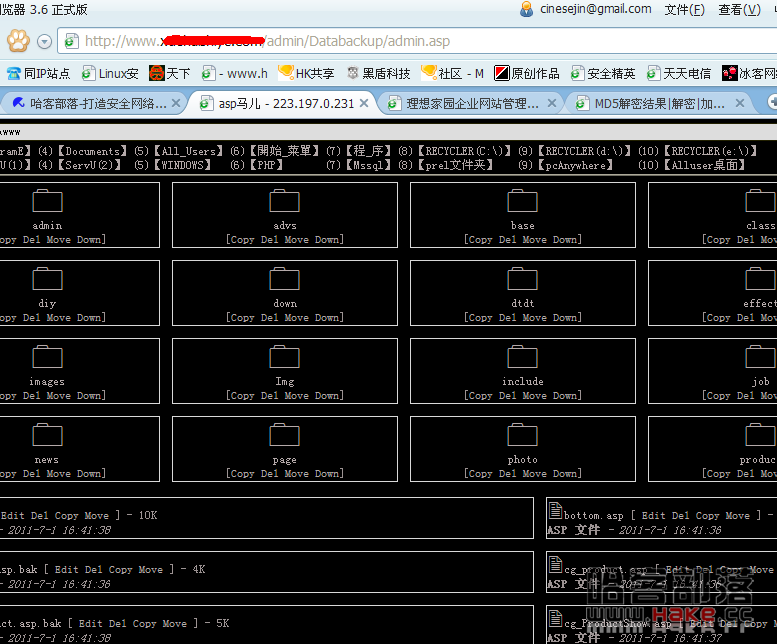 浏览器 3.6 正式版 cinesejin@gmail.com 文件(F) 查看(V)
http://www. /admin/Databackup/admin.asp
同IP站点 Linux安 天下 - www.h HK共享 黑盾科技 社区 - M 原创作品 安全精英 天天电信 冰客网
哈客部落-打造安全网络... asp马儿 - 223.197.0.231 理想家园企业网站管理... MD5解密结果|解密|加...
www
ramE】 (4)【Documents】 (5)【All_Users】 (6)【開始_菜單】 (7)【程_序】 (8)【RECYCLER(C:\)】 (9)【RECYCLER(d:\)】 (10)【RECYCLER(e:\)】
U(1)】 (4)【ServU(2)】 (5)【WINDOWS】 (6)【PHP】 (7)【Mssql】 (8)【prel文件夹】 (9)【pcAnywhere】 (10)【Alluser桌面】
admin advs base class
opy Del Move Down] [Copy Del Move Down] [Copy Del Move Down] [Copy De
diy down dtdt effect
opy Del Move Down] [Copy Del Move Down] [Copy Del Move Down] [Copy De
images Img include job
opy Del Move Down] [Copy Del Move Down] [Copy Del Move Down] [Copy De
news page photo produc
opy Del Move Down] [Copy Del Move Down] [Copy Del Move Down] [Copy De
Edit Del Copy Move ] - 10K bottom.asp [ Edit Del Copy Move ] -
- 2011-7-1 16:41:38 ASP 文件 - 2011-7-1 16:41:36
sp.bak [ Edit Del Copy Move ] - 4K cg_product.asp [ Edit Del Copy Move
- 2011-7-1 16:41:36 ASP 文件 - 2011-7-1 16:41:36
ct.asp.bak [ Edit Del Copy Move ] - 5K cg_ProductShow.asp [ Edit Del Copy Mo
- 2011-7-1 16:41:38 ASP 文件 - 2011-7-1 16:41:37
哈客部落
www.Hake.cc